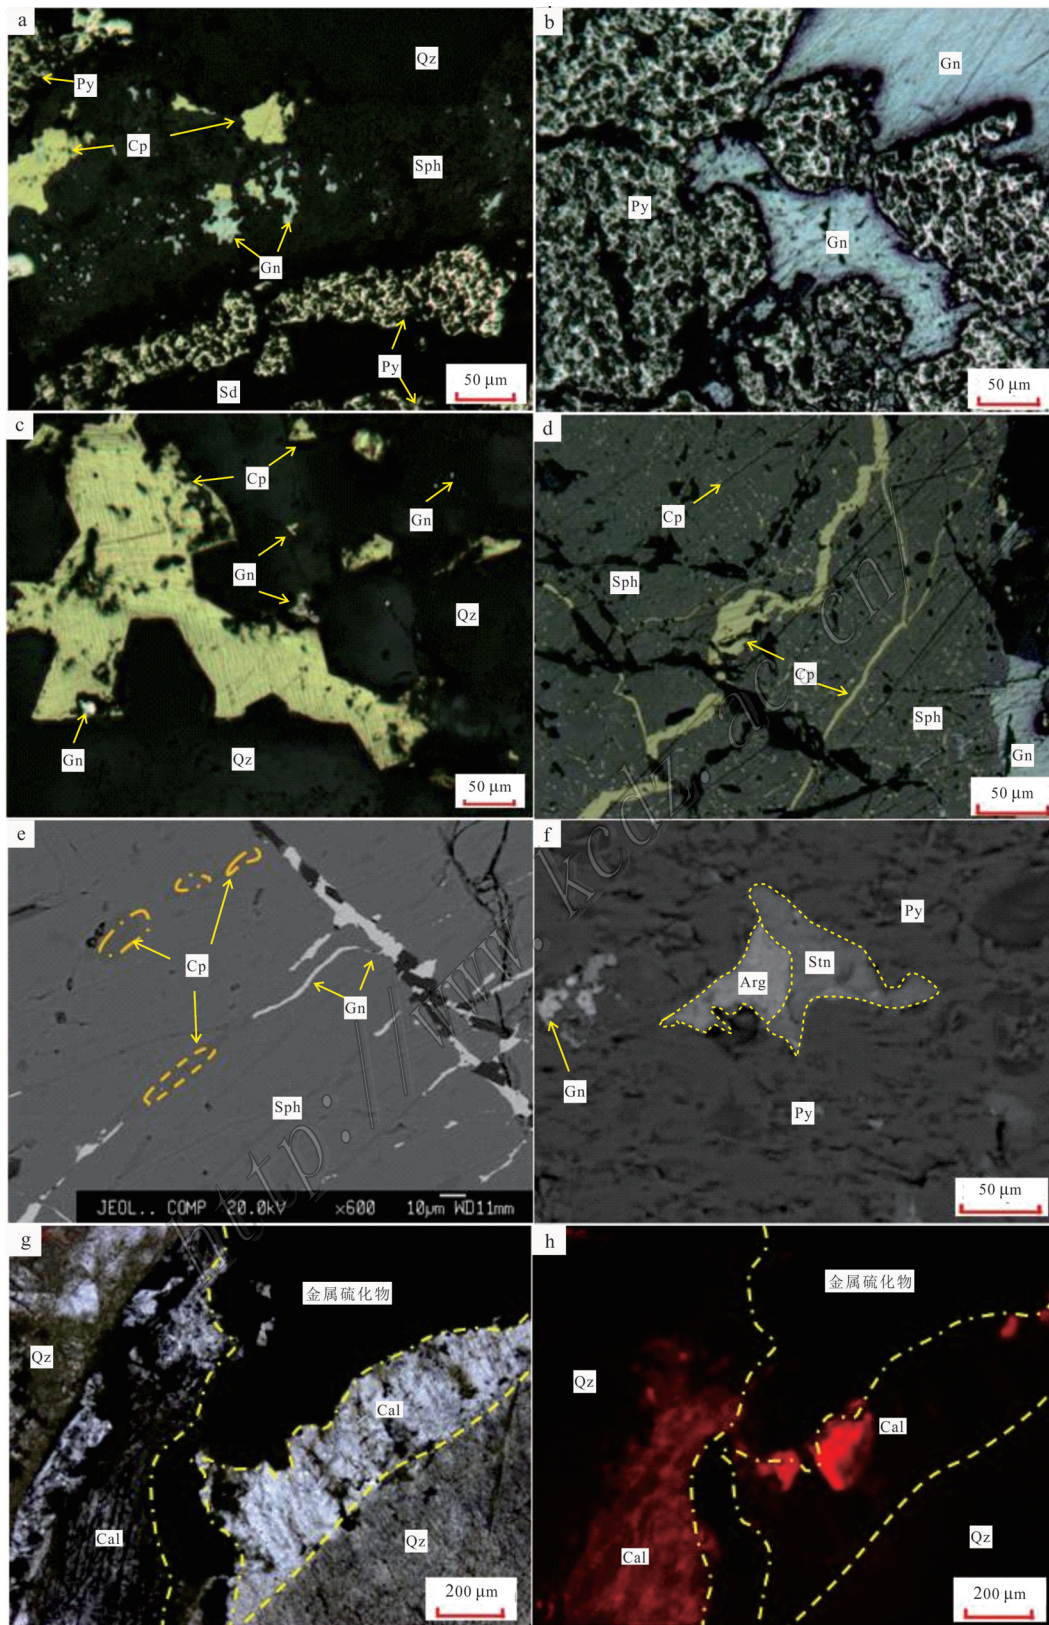 a
Qz
Py
Cp
Sph
Gn
Py
Sd
50 μm
b
Gn
Py
Gn
50 μm
c
Cp
Gn
Gn
Qz
Gn
Qz
50 μm
d
Cp
Sph
Cp
Sph
Gn
50 μm
e
Cp
Gn
Sph
JEOL.. COMP 20.0kV ×600 10μm WD11mm
f
Py
Stn
Arg
Gn
Py
50 μm
g
金属硫化物
Qz
Cal
Cal
Qz
200 μm
h
金属硫化物
Qz
Cal
Cal
Qz
200 μm
http://www.kcdz.ac.cn/